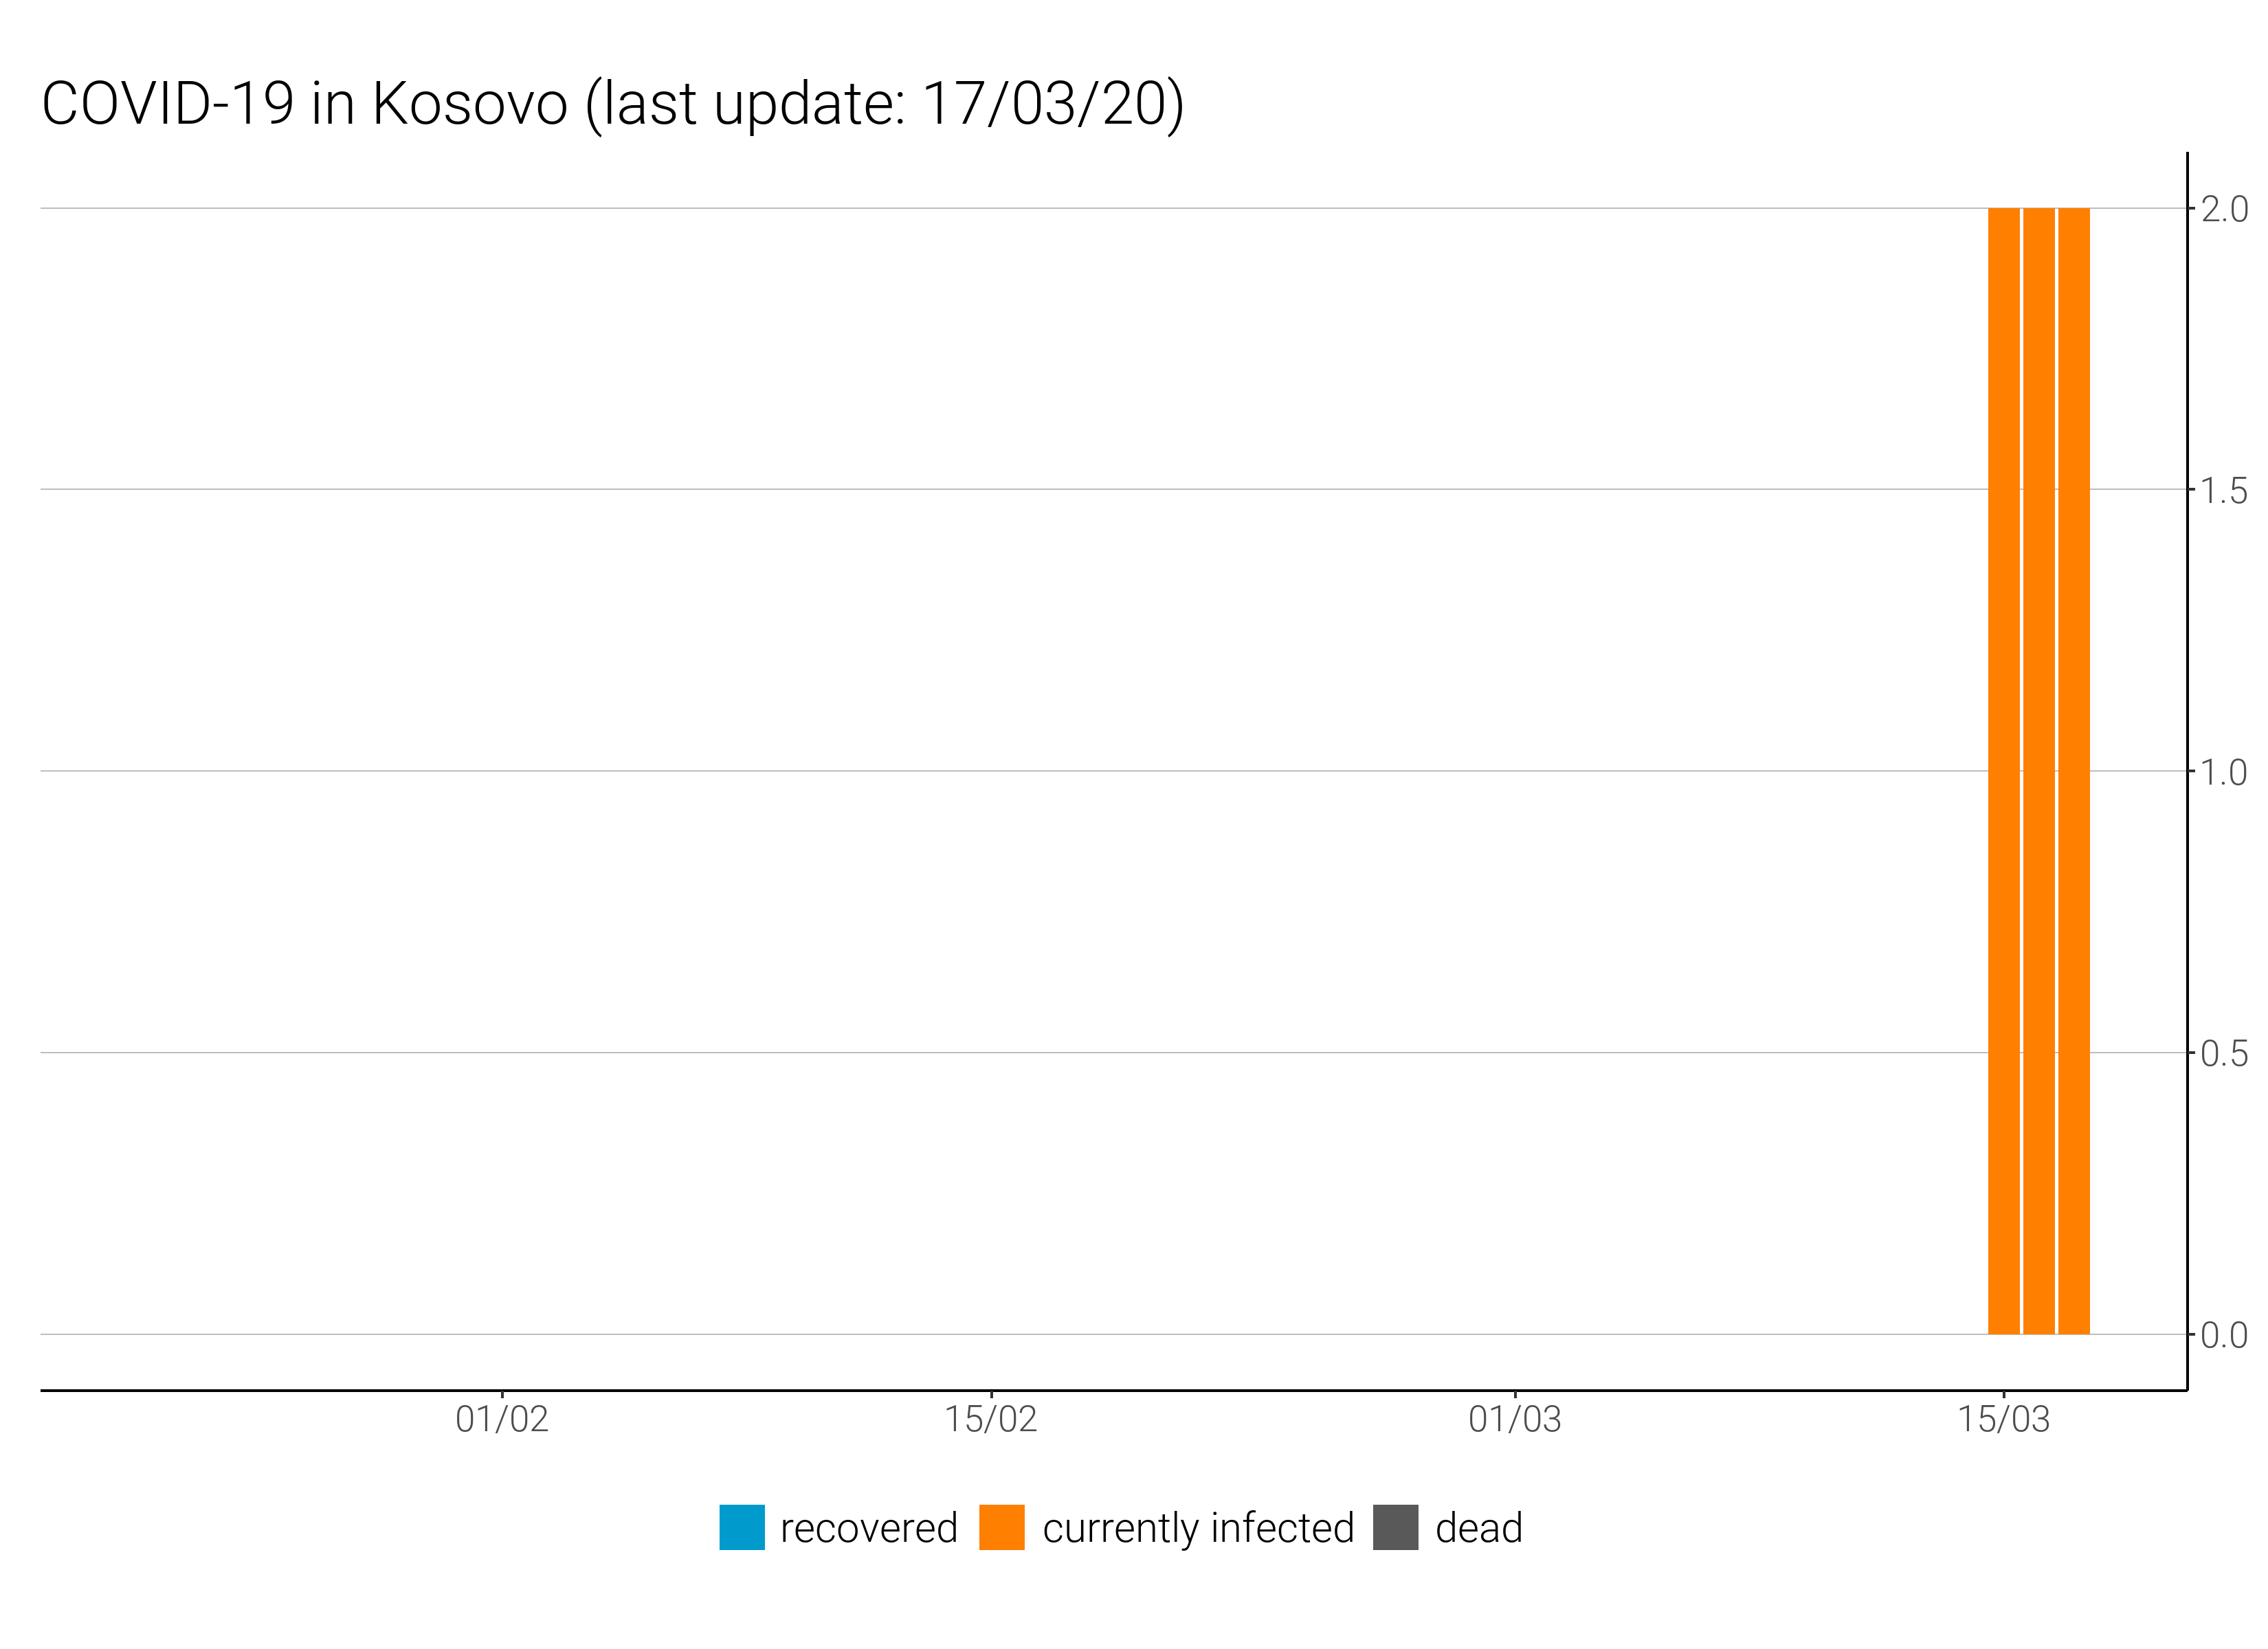 COVID-19 in Kosovo (last update: 17/03/20)
2.0
1.5
1.0
0.5
0.0
01/02 15/02 01/03 15/03
recovered currently infected dead